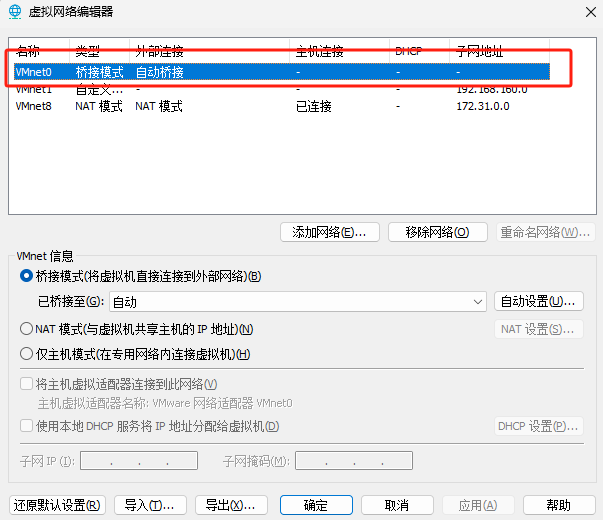 虚拟网络编辑器
名称 类型 外部连接 主机连接 DHCP 子网地址
VMnet0 桥接模式 自动桥接 - - -
VMnet1 自定义... - - - 192.168.160.0
VMnet8 NAT 模式 NAT 模式 已连接 - 172.31.0.0
添加网络(E)... 移除网络(O) 重命名网络(W)...
VMnet 信息
桥接模式(将虚拟机直接连接到外部网络)(B)
已桥接至(G): 自动 自动设置(U)...
NAT 模式(与虚拟机共享主机的 IP 地址)(N) NAT 设置(S)...
仅主机模式(在专用网络内连接虚拟机)(H)
将主机虚拟适配器连接到此网络(V)
主机虚拟适配器名称: VMware 网络适配器 VMnet0
使用本地 DHCP 服务将 IP 地址分配给虚拟机(D) DHCP 设置(P)...
子网 IP (I): . . . 子网掩码(M): . . .
还原默认设置(R) 导入(T)... 导出(X)... 确定 取消 应用(A) 帮助